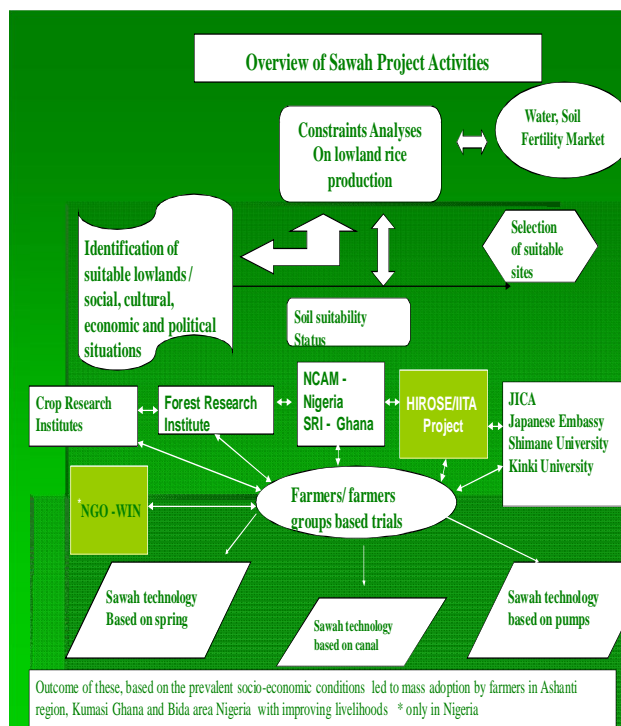 Overview of Sawah Project Activities
Constraints Analyses
On lowland rice
production
Water, Soil
Fertility Market
Identification of
suitable lowlands /
social, cultural,
economic and political
situations
Selection
of suitable
sites
Soil suitability
Status
Crop Research
Institutes
Forest Research
Institute
NCAM -
Nigeria
SRI - Ghana
HIROSE/IITA
Project
JICA
Japanese Embassy
Shimane University
Kinki University
*NGO -WIN
Farmers/ farmers
groups based trials
Sawah technology
Based on spring
Sawah technology
based on canal
Sawah technology
based on pumps
Outcome of these, based on the prevalent socio-economic conditions led to mass adoption by farmers in Ashanti
region, Kumasi Ghana and Bida area Nigeria with improving livelihoods * only in Nigeria